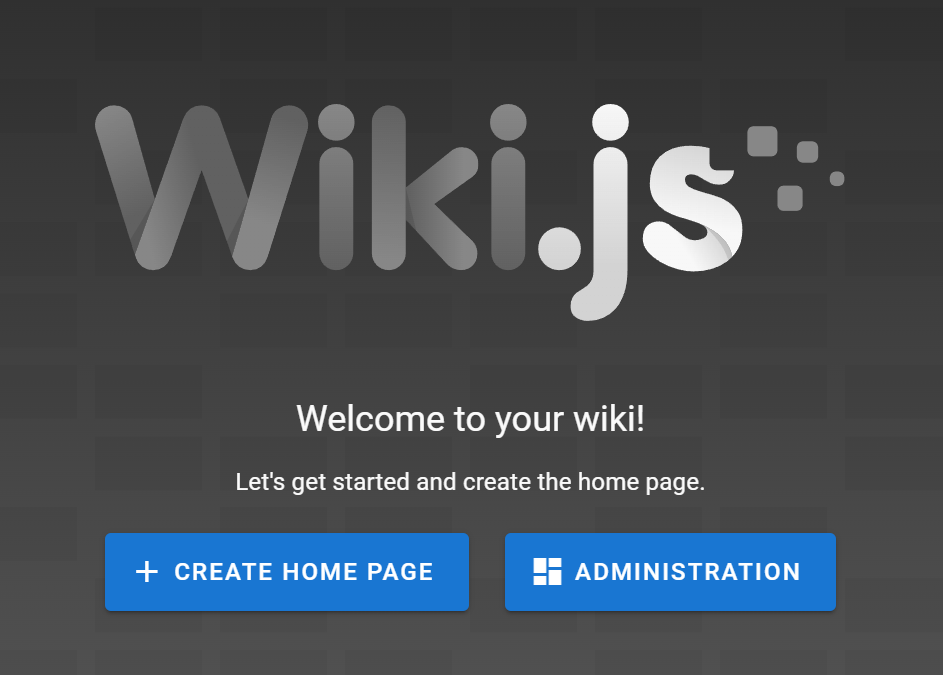 Wiki.js
Welcome to your wiki!
Let's get started and create the home page.
CREATE HOME PAGE
ADMINISTRATION